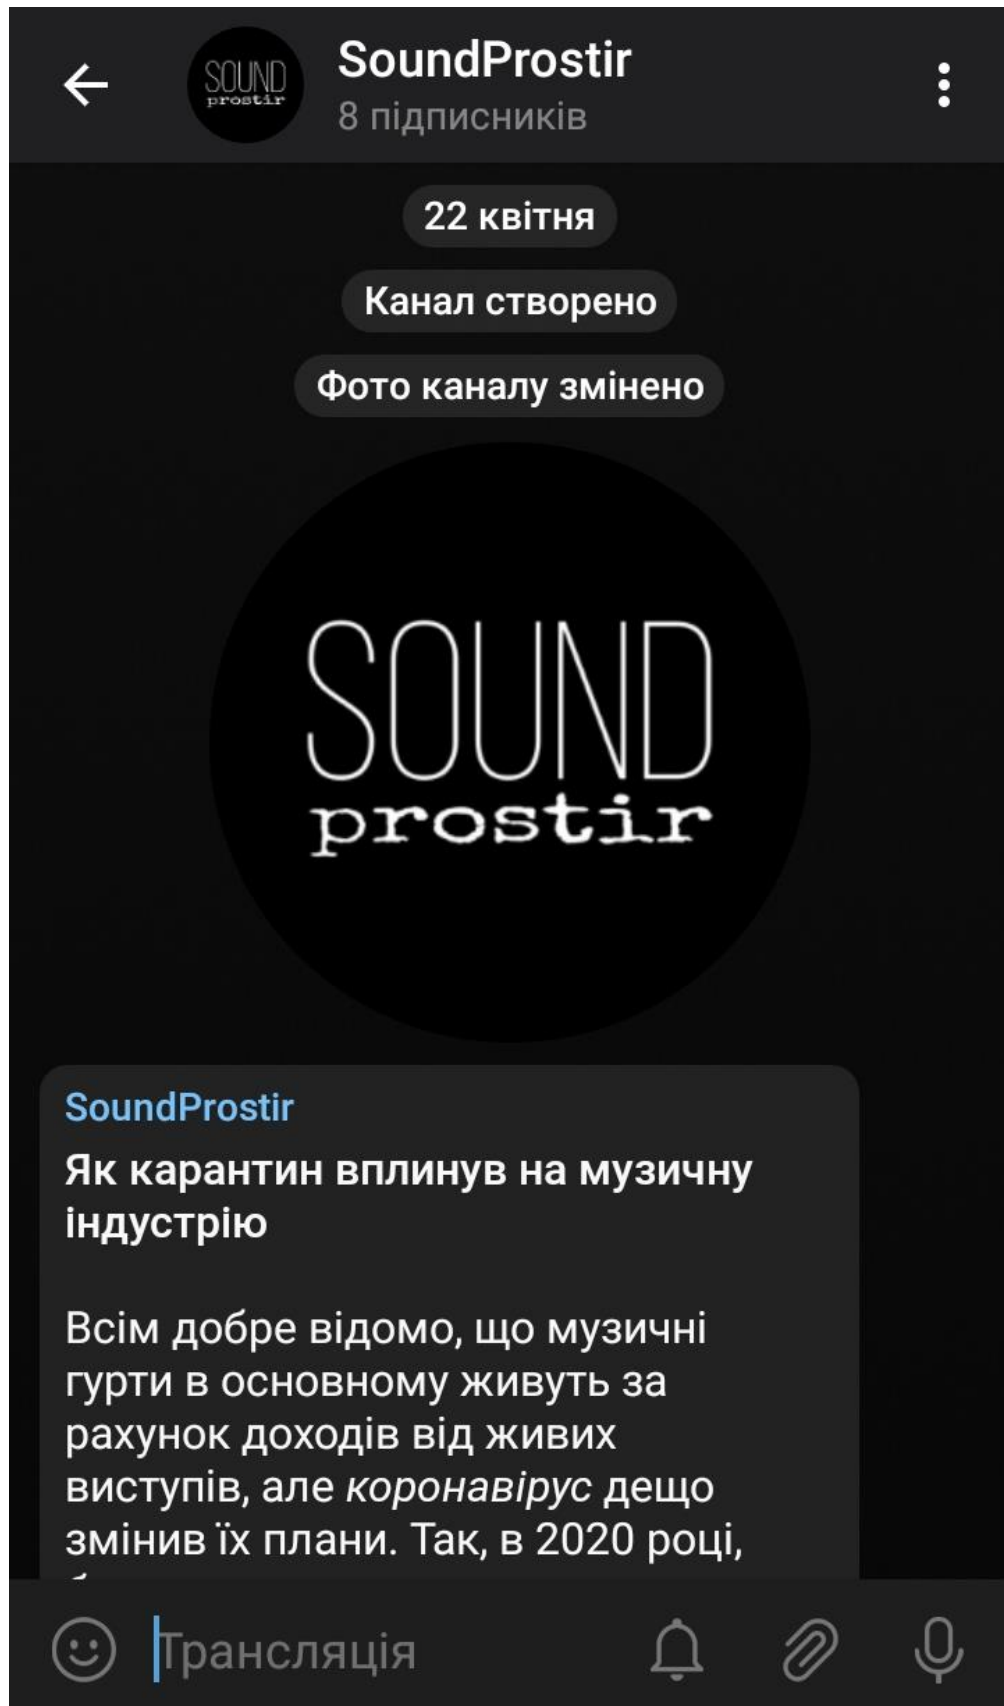 SOUND
prostir
SoundProstir
8 підписників
22 квітня
Канал створено
Фото каналу змінено
SOUND
prostir
SoundProstir
Як карантин вплинув на музичну
індустрію
Всім добре відомо, що музичні
гурти в основному живуть за
рахунок доходів від живих
виступів, але коронавірус дещо
змінив їх плани. Так, в 2020 році,
Трансляція